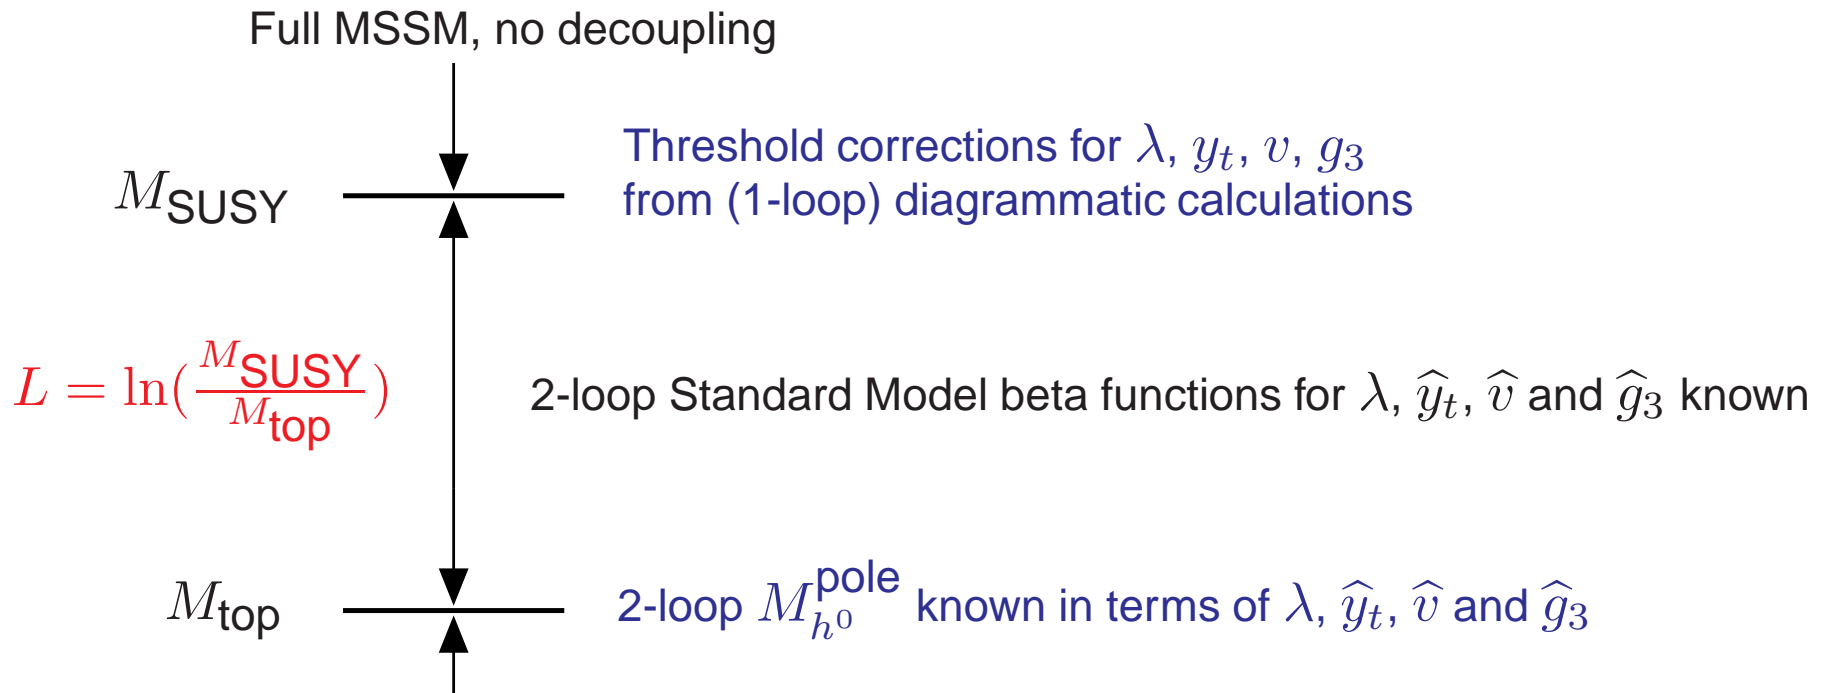 Full MSSM, no decoupling
Threshold corrections for λ, y_t, v, g_3
M_SUSY
from (1-loop) diagrammatic calculations
L = ln(M_SUSY / M_top)
2-loop Standard Model beta functions for λ, ŷ_t, v̂ and ĝ_3 known
M_top
2-loop M_{h^0}^{pole} known in terms of λ, ŷ_t, v̂ and ĝ_3